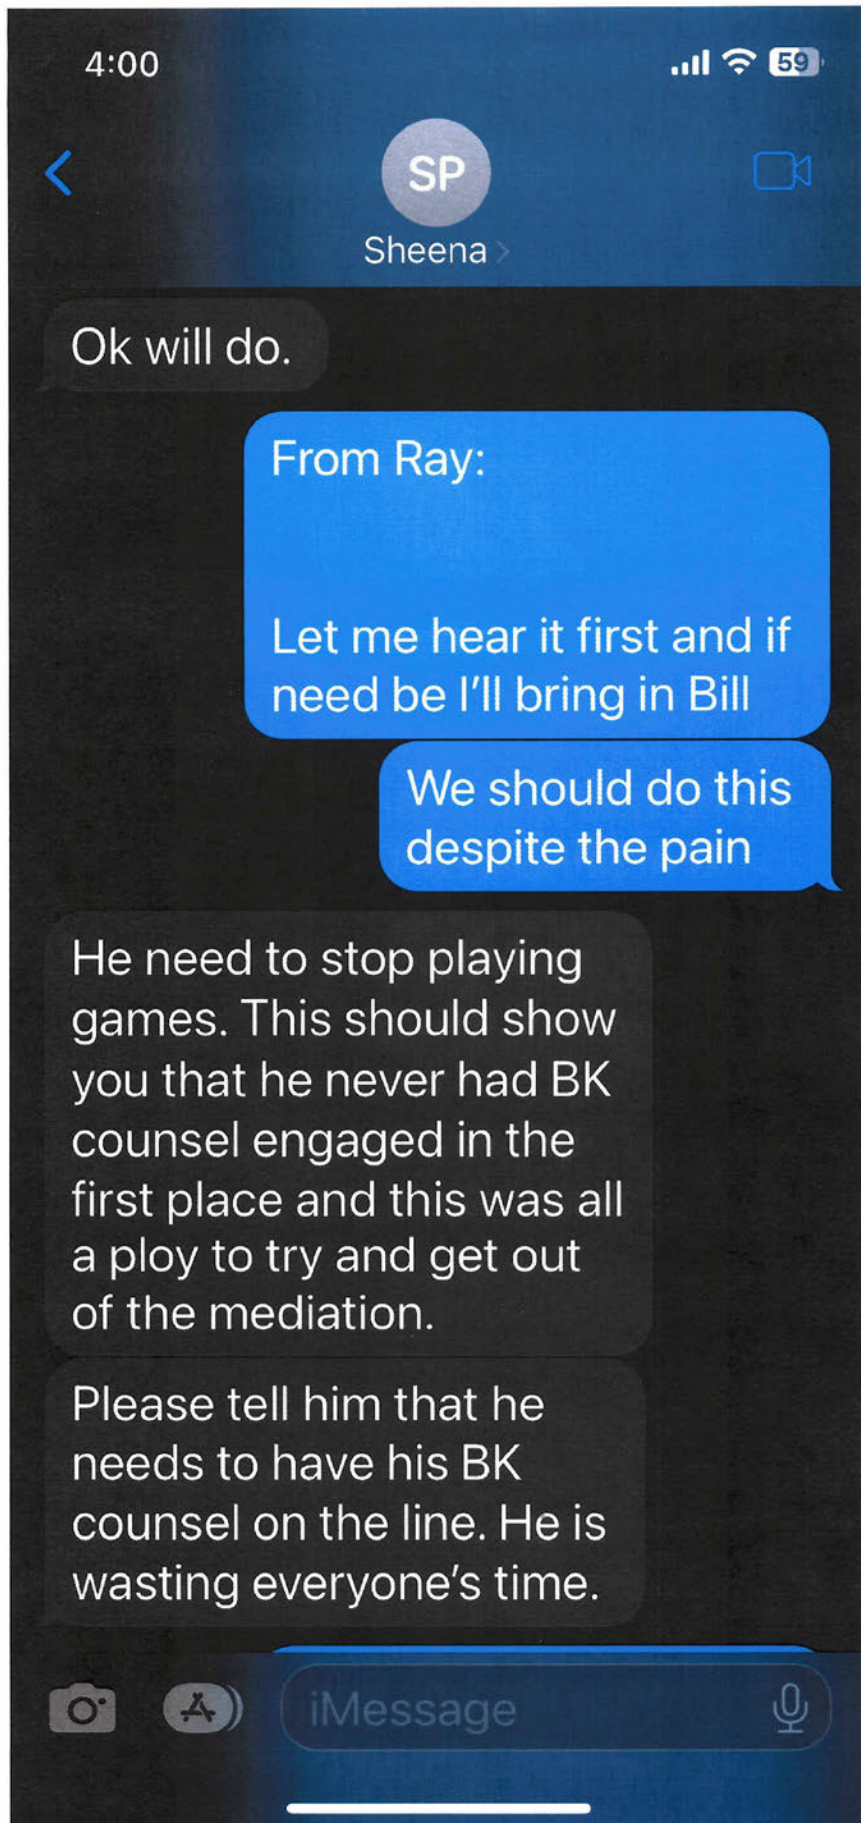 4:00
59
SP
Sheena
Ok will do.
From Ray:
Let me hear it first and if
need be I'll bring in Bill
We should do this
despite the pain
He need to stop playing
games. This should show
you that he never had BK
counsel engaged in the
first place and this was all
a ploy to try and get out
of the mediation.
Please tell him that he
needs to have his BK
counsel on the line. He is
wasting everyone's time.
iMessage